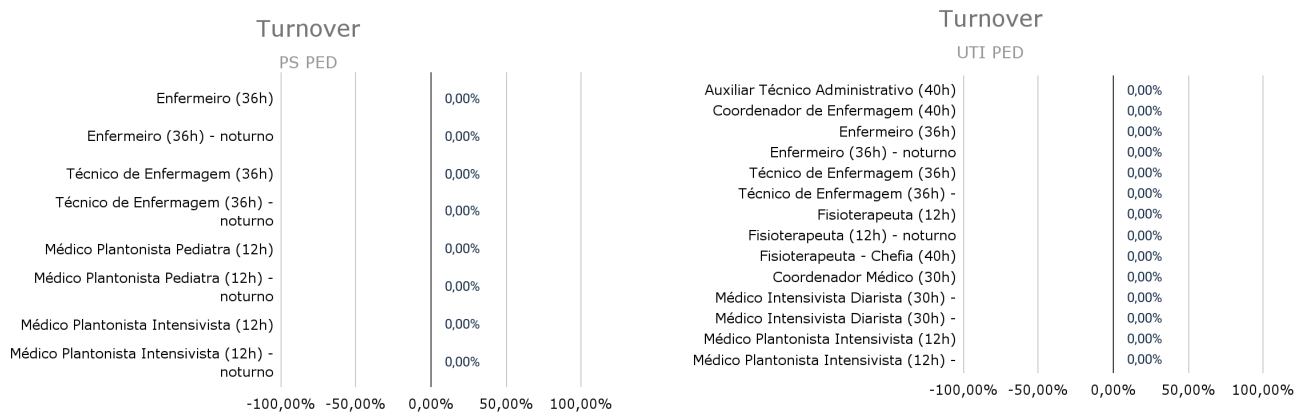 Turnover
PS PED
Enfermeiro (36h)
0,00%
Enfermeiro (36h) - noturno
0,00%
Técnico de Enfermagem (36h)
0,00%
Técnico de Enfermagem (36h) -
noturno
0,00%
Médico Plantonista Pediatra (12h)
0,00%
Médico Plantonista Pediatra (12h) -
noturno
0,00%
Médico Plantonista Intensivista (12h)
0,00%
Médico Plantonista Intensivista (12h) -
noturno
0,00%
-100,00% -50,00% 0,00% 50,00% 100,00%
Turnover
UTI PED
Auxiliar Técnico Administrativo (40h)
0,00%
Coordenador de Enfermagem (40h)
0,00%
Enfermeiro (36h)
0,00%
Enfermeiro (36h) - noturno
0,00%
Técnico de Enfermagem (36h)
0,00%
Técnico de Enfermagem (36h) -
0,00%
Fisioterapeuta (12h)
0,00%
Fisioterapeuta (12h) - noturno
0,00%
Fisioterapeuta - Chefia (40h)
0,00%
Coordenador Médico (30h)
0,00%
Médico Intensivista Diarista (30h) -
0,00%
Médico Intensivista Diarista (30h) -
0,00%
Médico Plantonista Intensivista (12h)
0,00%
Médico Plantonista Intensivista (12h) -
0,00%
-100,00% -50,00% 0,00% 50,00% 100,00%